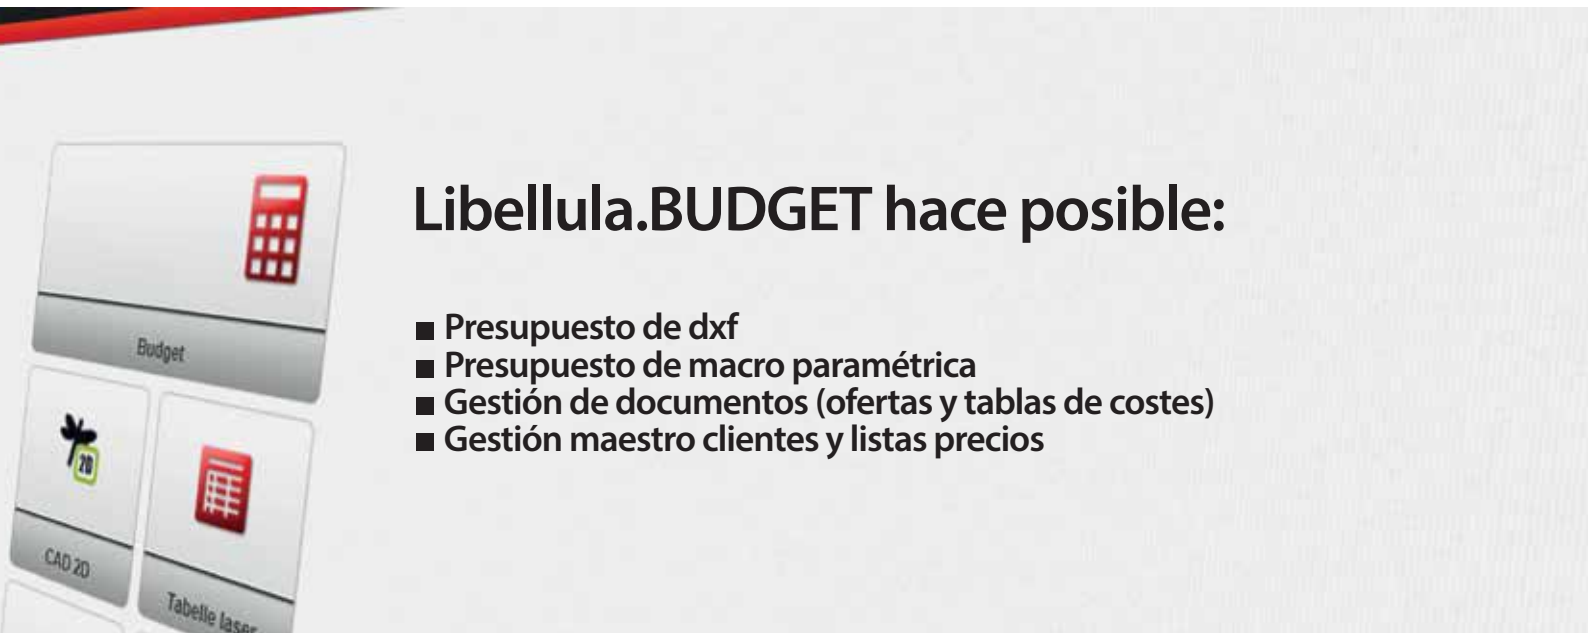 Libellula.BUDGET hace posible:
■ Presupuesto de dxf
■ Presupuesto de macro paramétrica
■ Gestión de documentos (ofertas y tablas de costes)
■ Gestión maestro clientes y listas precios
Budget
2D
CAD 2D
Tabelle laser